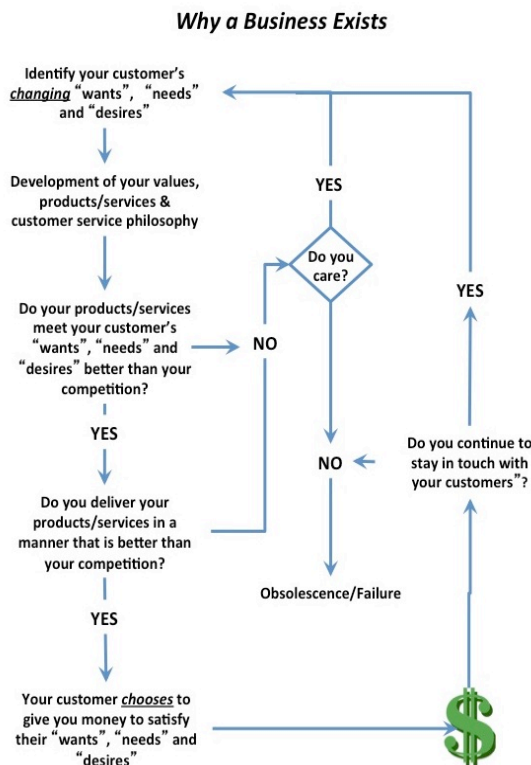 Why a Business Exists
Identify your customer’s
changing “wants”, “needs”
and “desires”
Development of your values,
products/services &
customer service philosophy
Do your products/services
meet your customer’s
“wants”, “needs” and
“desires” better than your
competition?
NO
YES
Do you deliver your
products/services in a
manner that is better than
your competition?
YES
Your customer chooses to
give you money to satisfy
their “wants”, “needs” and
“desires”
YES
Do you
care?
NO
Obsolescence/Failure
YES
Do you continue to
stay in touch with
your customers”?
$